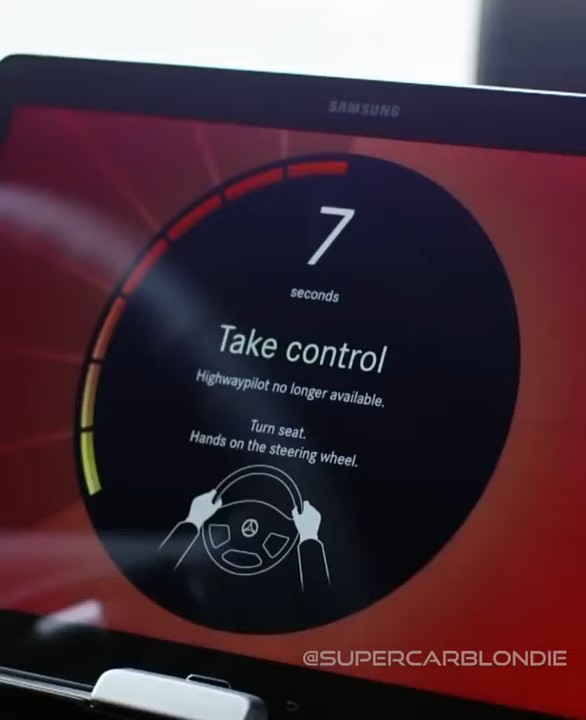 SAMSUNG
7
seconds
Take control
Highwaypilot no longer available.
Turn seat.
Hands on the steering wheel.
@SUPERCARBLONDIE